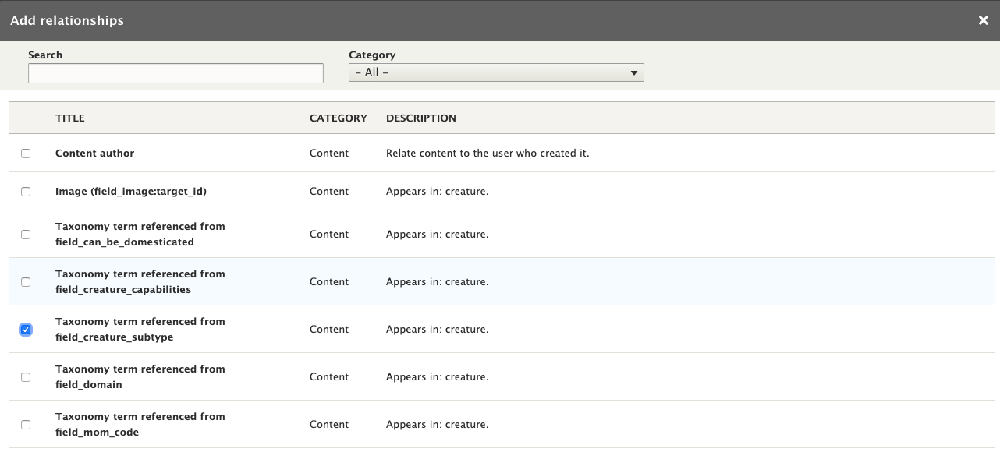 Add relationships
Search
Category
– All –
TITLE CATEGORY DESCRIPTION
Content author Content Relate content to the user who created it.
Image (field_image:target_id) Content Appears in: creature.
Taxonomy term referenced from
field_can_be_domesticated Content Appears in: creature.
Taxonomy term referenced from
field_creature_capabilities Content Appears in: creature.
Taxonomy term referenced from
field_creature_subtype Content Appears in: creature.
Taxonomy term referenced from
field_domain Content Appears in: creature.
Taxonomy term referenced from
field_mom_code Content Appears in: creature.